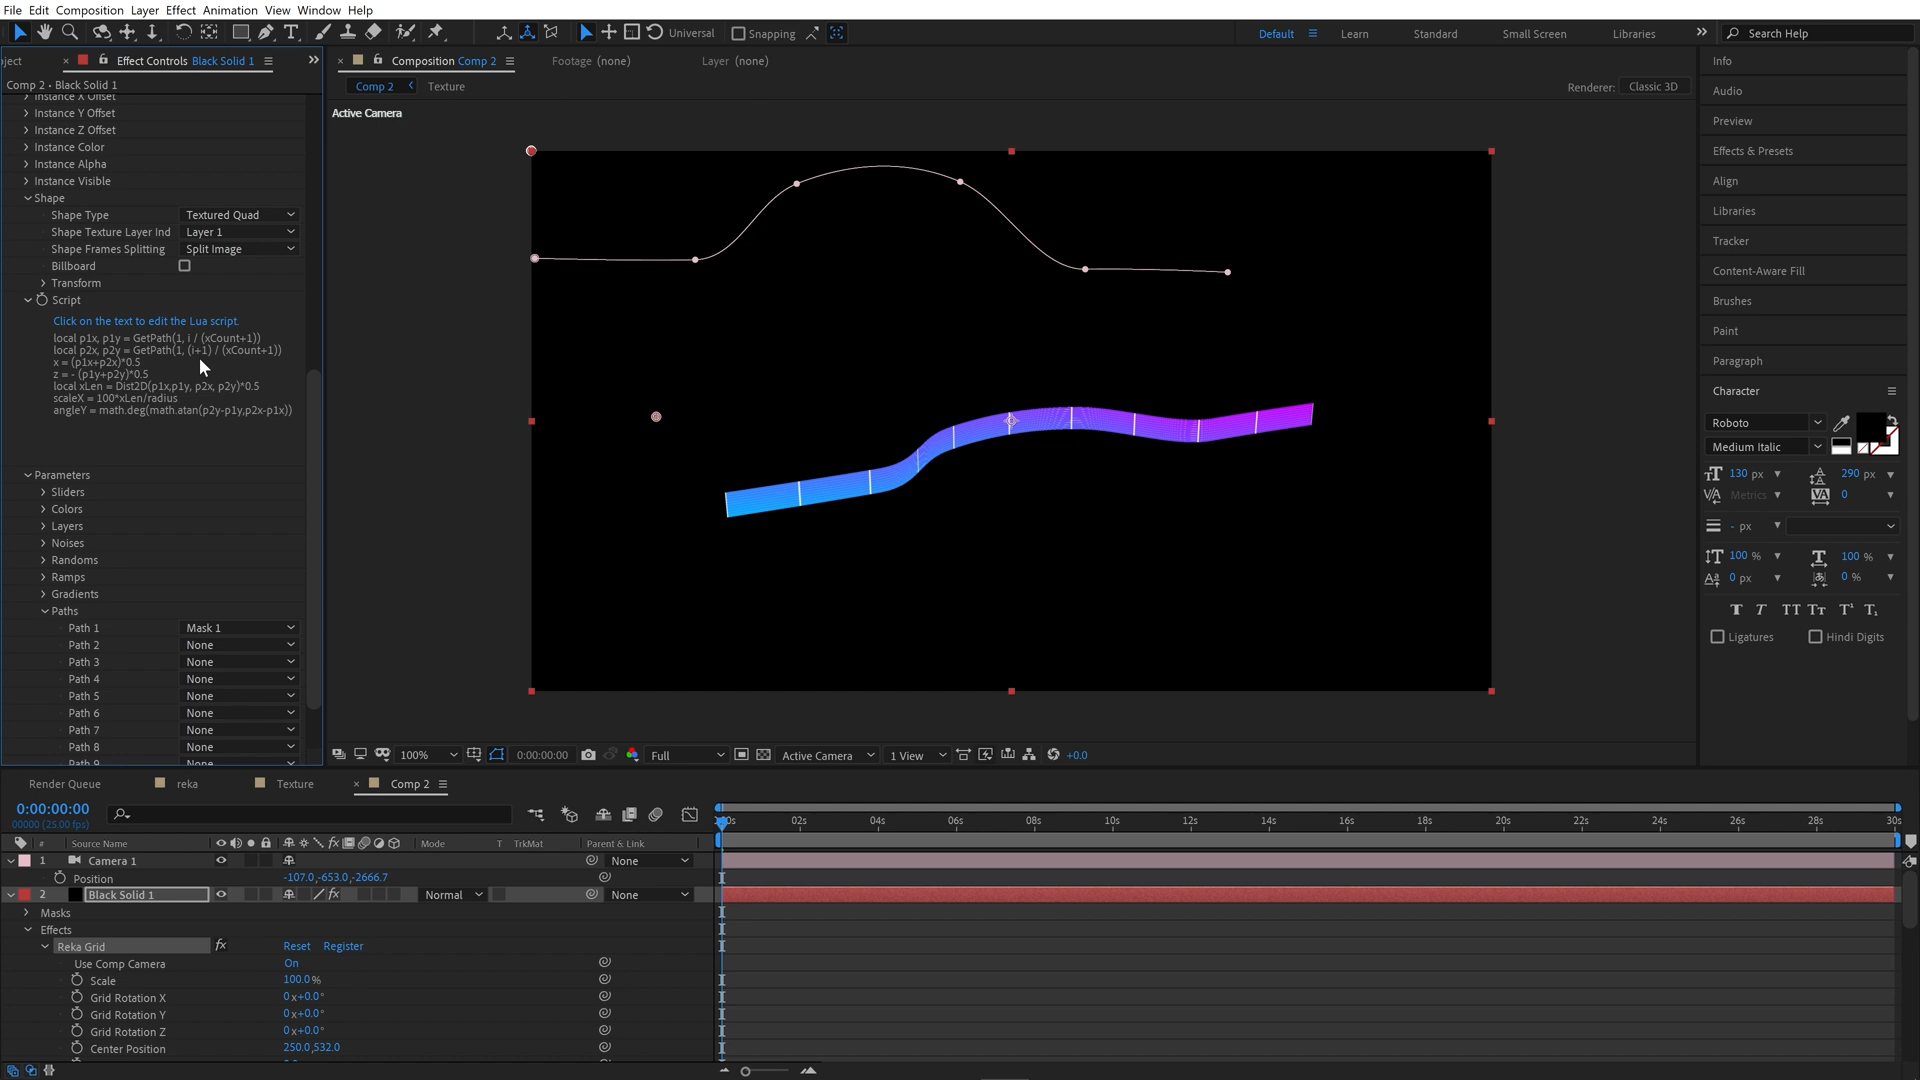 File Edit Composition Layer Effect Animation View Window Help
Universal Snapping Default Learn Standard Small Screen Libraries Search Help
oject Effect Controls Black Solid 1
Composition Comp 2 Footage (none) Layer (none)
Comp 2 • Black Solid 1
Comp 2 Texture Renderer: Classic 3D
Active Camera
Instance X Offset
Instance Y Offset
Instance Z Offset
Instance Color
Instance Alpha
Instance Visible
Shape
Shape Type Textured Quad
Shape Texture Layer Ind Layer 1
Shape Frames Splitting Split Image
Billboard
Transform
Script
Click on the text to edit the Lua script.
local p1x, p1y = GetPath(1, i / (xCount+1))
local p2x, p2y = GetPath(1, (i+1) / (xCount+1))
x = (p1x+p2x)*0.5
z = - (p1y+p2y)*0.5
local xLen = Dist2D(p1x,p1y, p2x, p2y)*0.5
scaleX = 100*xLen/radius
angleY = math.deg(math.atan(p2y-p1y,p2x-p1x))
Parameters
Sliders
Colors
Layers
Noises
Randoms
Ramps
Gradients
Paths
Path 1 Mask 1
Path 2 None
Path 3 None
Path 4 None
Path 5 None
Path 6 None
Path 7 None
Path 8 None
Path 9 None
100% 0:00:00:00 Full Active Camera 1 View +0.0
Info
Audio
Preview
Effects & Presets
Align
Libraries
Tracker
Content-Aware Fill
Brushes
Paint
Paragraph
Character
Roboto
Medium Italic
130 px 290 px
Metrics 0
- px
100 % 100 %
0 px 0 %
T T TT Tt T¹ T₁
Ligatures Hindi Digits
Render Queue reka Texture Comp 2
0:00:00:00
00000 (25.00 fps)
00s 02s 04s 06s 08s 10s 12s 14s 16s 18s 20s 22s 24s 26s 28s 30s
# Source Name Mode T TrkMat Parent & Link
1 Camera 1 None
Position -107.0,-653.0,-2666.7
2 Black Solid 1 Normal None
Masks
Effects
Reka Grid fx Reset Register
Use Comp Camera On
Scale 100.0%
Grid Rotation X 0x+0.0°
Grid Rotation Y 0x+0.0°
Grid Rotation Z 0x+0.0°
Center Position 250.0,532.0